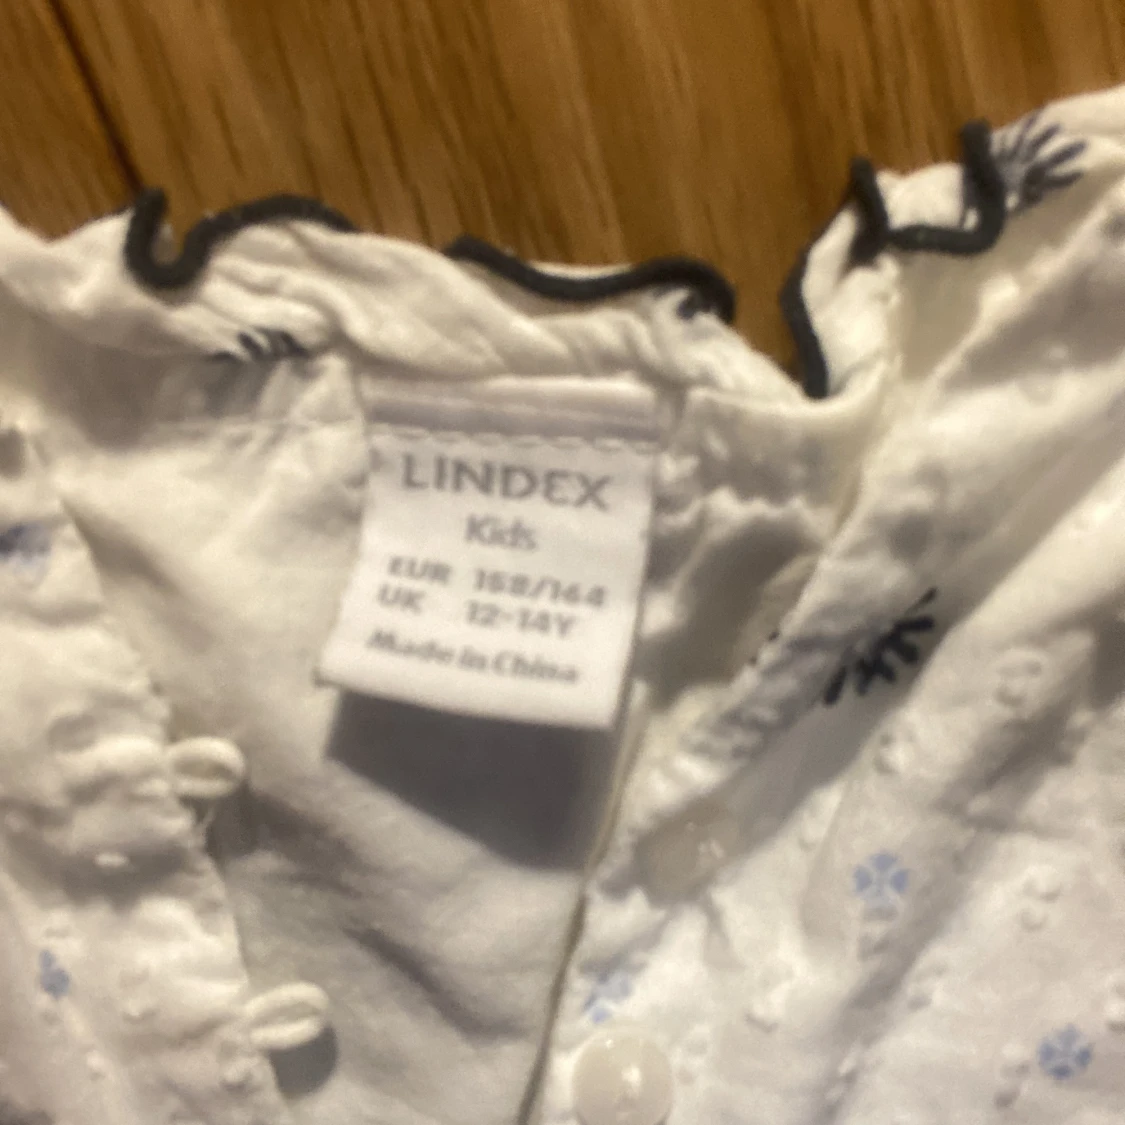 LINDEX
Kids
EUR 158/164
UK 12-14Y
Made in China